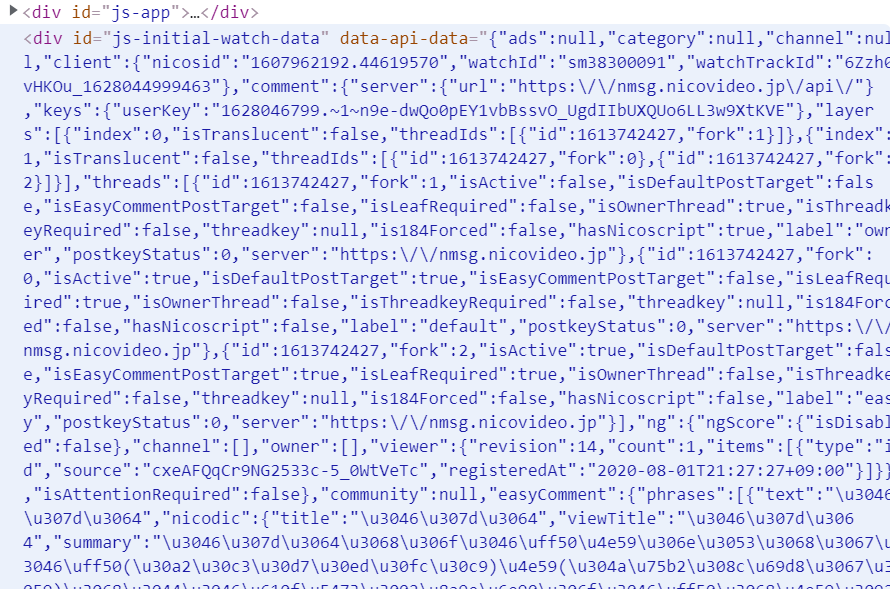 <div id="js-app">…</div>
<div id="js-initial-watch-data" data-api-data="{"ads":null,"category":null,"channel":nul
l,"client":{"nicosid":"1607962192.44619570","watchId":"sm38300091","watchTrackId":"6Zzh0
vHKOu_1628044999463"},"comment":{"server":{"url":"https:\/\/nmsg.nicovideo.jp\/api\/"}
,"keys":{"userKey":"1628046799.~1~n9e-dwQo0pEY1vbBssvO_UgdIIbUXQUo6LL3w9XtKVE"},"layer
s":[{"index":0,"isTranslucent":false,"threadIds":[{"id":1613742427,"fork":1}]},{"index":
1,"isTranslucent":false,"threadIds":[{"id":1613742427,"fork":0},{"id":1613742427,"fork":
2}]}],"threads":[{"id":1613742427,"fork":1,"isActive":false,"isDefaultPostTarget":fals
e,"isEasyCommentPostTarget":false,"isLeafRequired":false,"isOwnerThread":true,"isThreadk
eyRequired":false,"threadkey":null,"is184Forced":false,"hasNicoscript":true,"label":"own
er","postkeyStatus":0,"server":"https:\/\/nmsg.nicovideo.jp"},{"id":1613742427,"fork":
0,"isActive":true,"isDefaultPostTarget":true,"isEasyCommentPostTarget":false,"isLeafRequ
ired":true,"isOwnerThread":false,"isThreadkeyRequired":false,"threadkey":null,"is184Forc
ed":false,"hasNicoscript":false,"label":"default","postkeyStatus":0,"server":"https:\/\/
nmsg.nicovideo.jp"},{"id":1613742427,"fork":2,"isActive":true,"isDefaultPostTarget":fals
e,"isEasyCommentPostTarget":true,"isLeafRequired":true,"isOwnerThread":false,"isThreadke
yRequired":false,"threadkey":null,"is184Forced":false,"hasNicoscript":false,"label":"eas
y","postkeyStatus":0,"server":"https:\/\/nmsg.nicovideo.jp"}],"ng":{"ngScore":{"isDisabl
ed":false},"channel":[],"owner":[],"viewer":{"revision":14,"count":1,"items":[{"type":"i
d","source":"cxeAFQqCr9NG2533c-5_0WtVeTc","registeredAt":"2020-08-01T21:27:27+09:00"}]}}
,"isAttentionRequired":false},"community":null,"easyComment":{"phrases":[{"text":"\u3046
\u307d\u3064","nicodic":{"title":"\u3046\u307d\u3064","viewTitle":"\u3046\u307d\u306
4","summary":"\u3046\u307d\u3064\u3068\u306f\u3046\uff50\u4e59\u306e\u3053\u3068\u3067\u
3046\uff50(\u30a2\u30c3\u30d7\u30ed\u30fc\u30c9)\u4e59(\u304a\u75b2\u308c\u69d8\u3067\u3